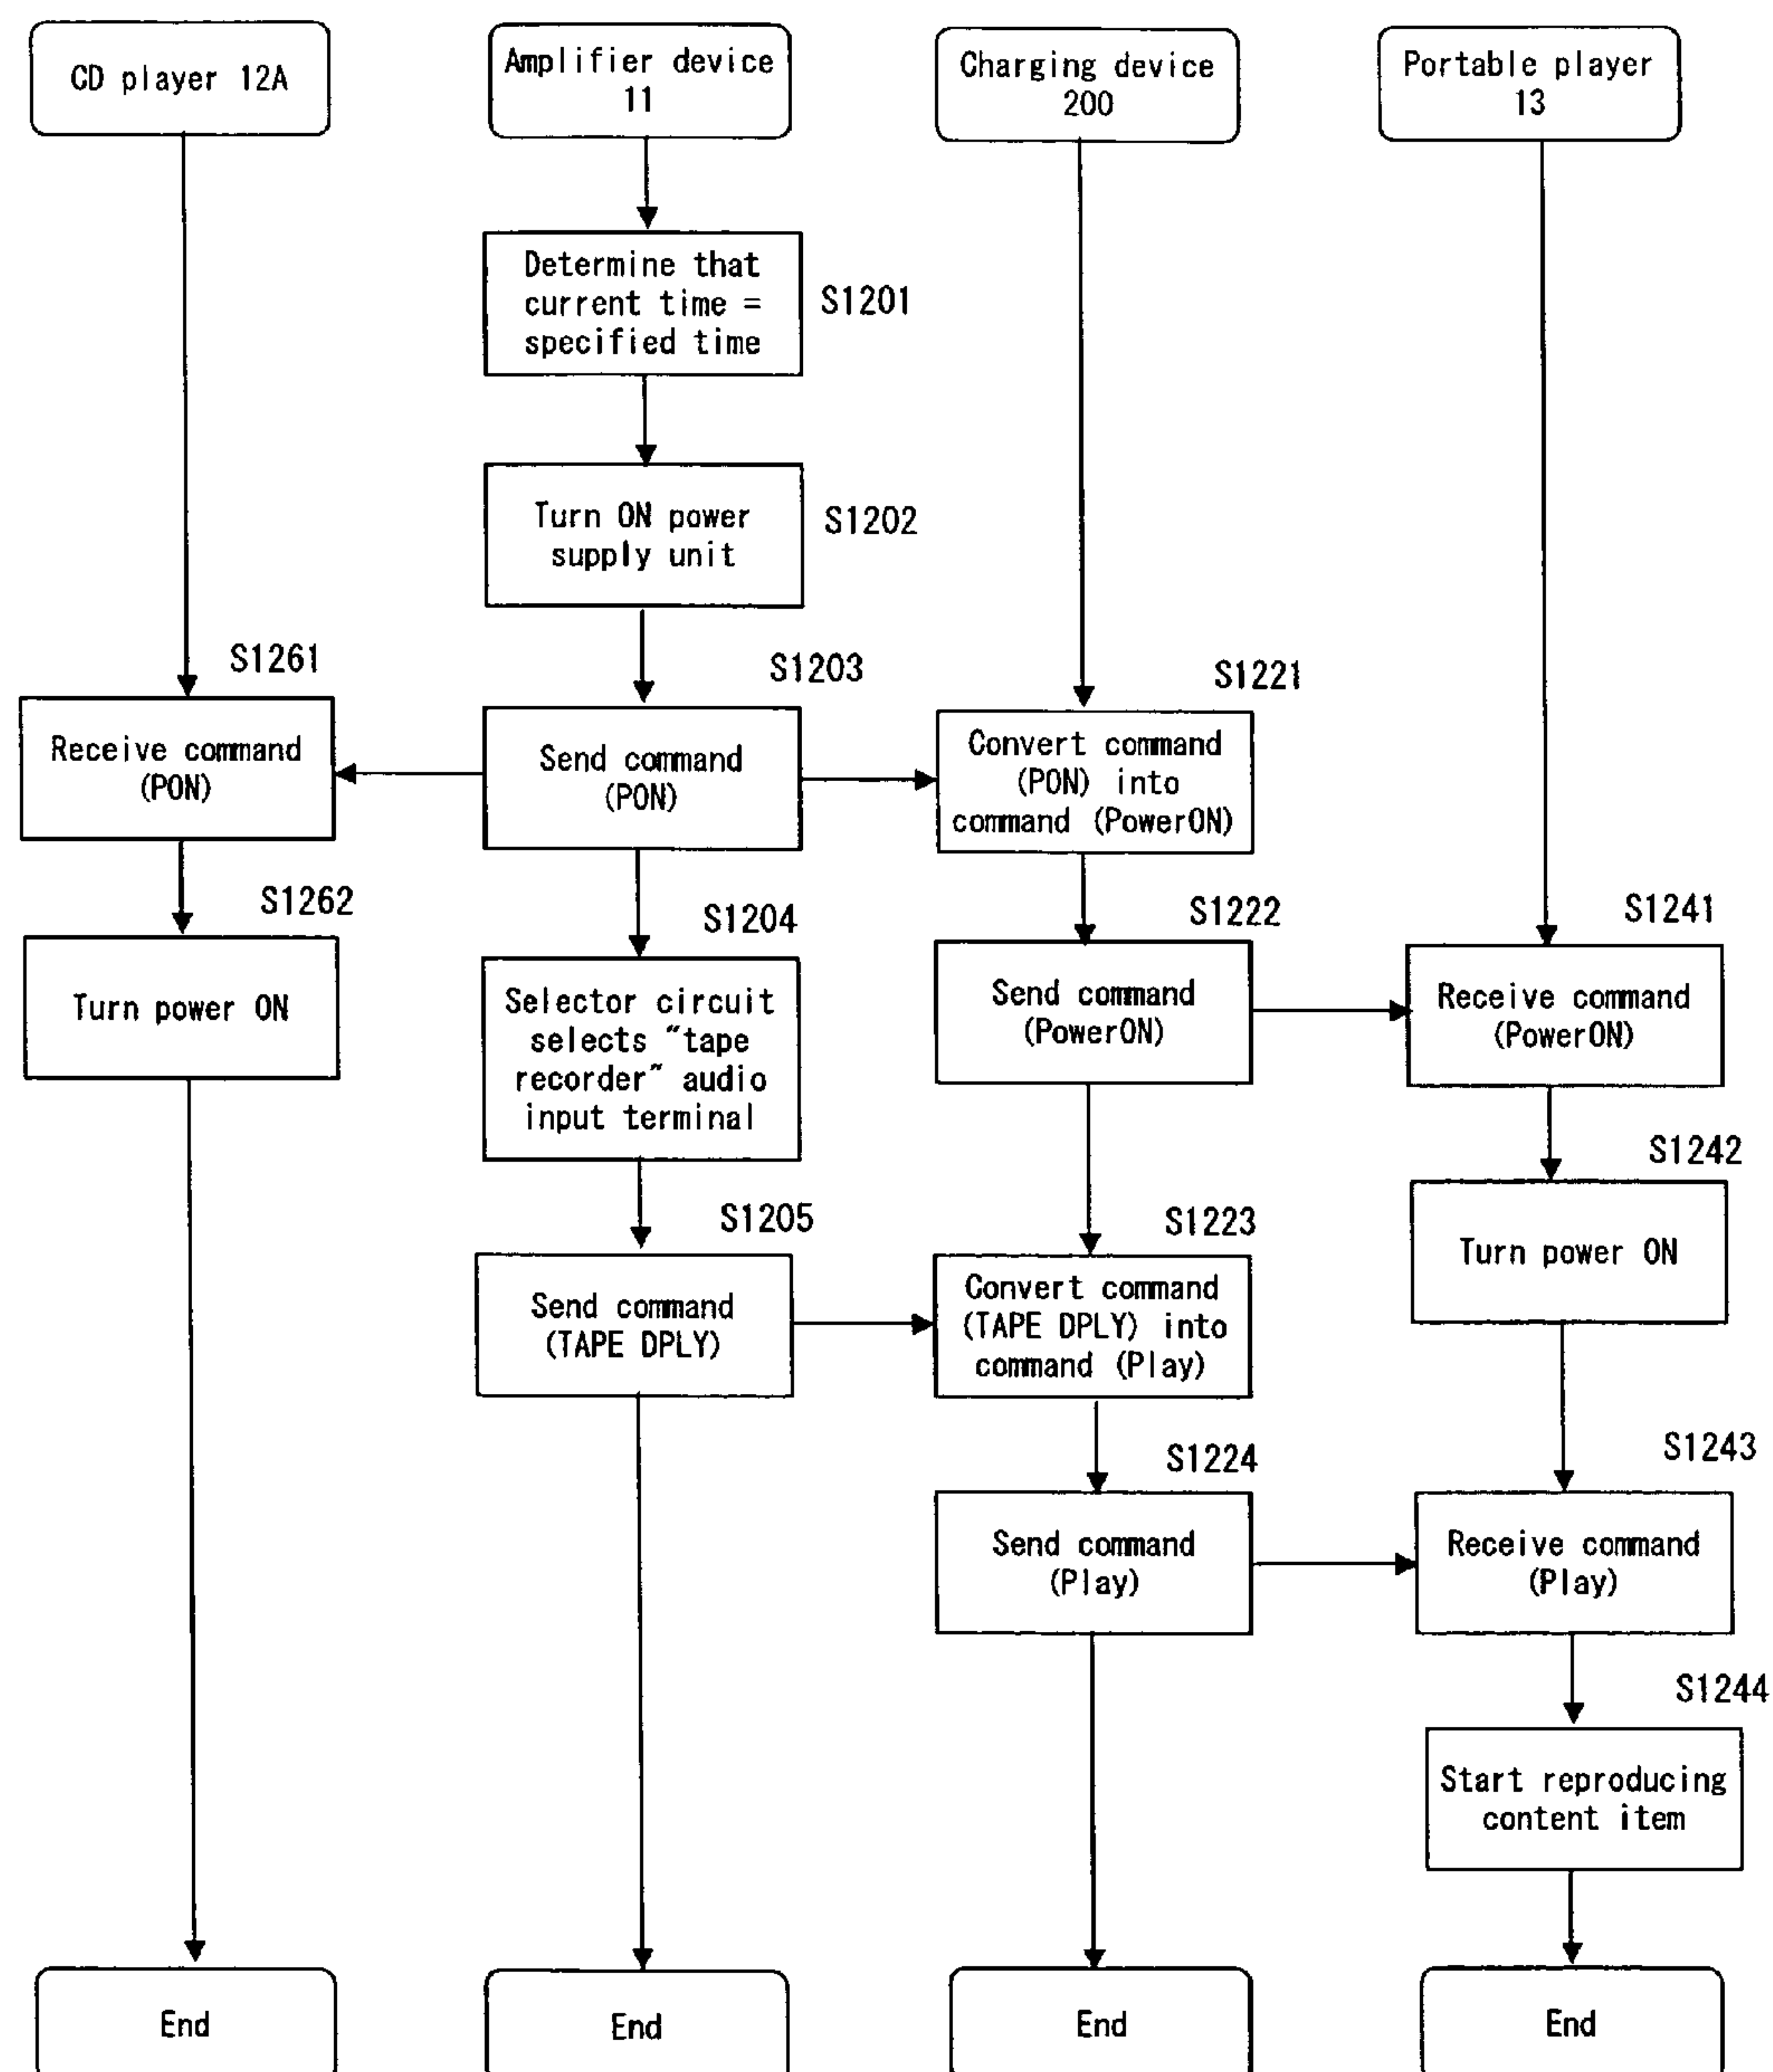 CD player 12A
Amplifier device
11
Charging device
200
Portable player
13
Determine that
current time =
specified time
S1201
Turn ON power
supply unit
S1202
S1261
Receive command
(PON)
S1203
Send command
(PON)
S1221
Convert command
(PON) into
command (PowerON)
S1262
Turn power ON
S1204
Selector circuit
selects "tape
recorder" audio
input terminal
S1222
Send command
(PowerON)
S1241
Receive command
(PowerON)
S1242
Turn power ON
S1205
Send command
(TAPE DPLY)
S1223
Convert command
(TAPE DPLY) into
command (Play)
S1224
Send command
(Play)
S1243
Receive command
(Play)
S1244
Start reproducing
content item
End
End
End
End